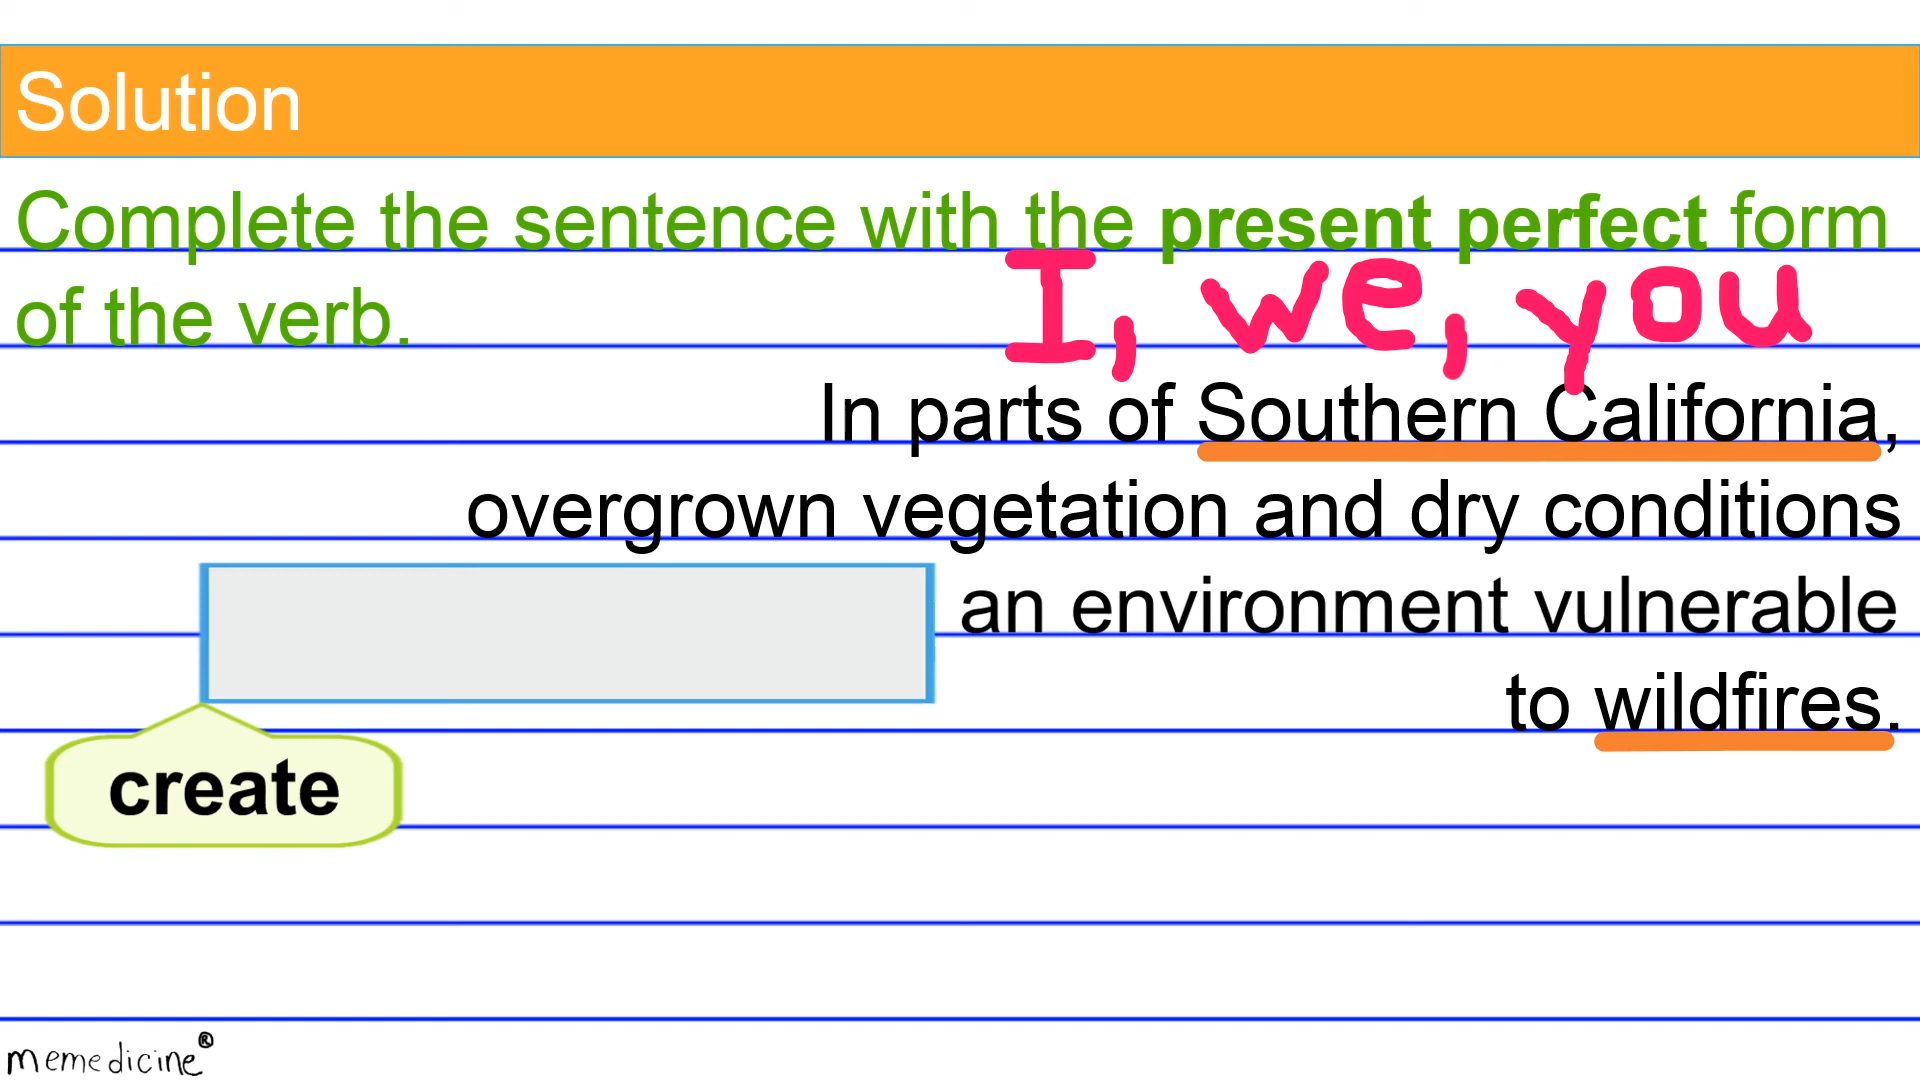 Solution
Complete the sentence with the present perfect form
of the verb.
I, we, you
In parts of Southern California,
overgrown vegetation and dry conditions
an environment vulnerable
to wildfires.
create
memedicine®